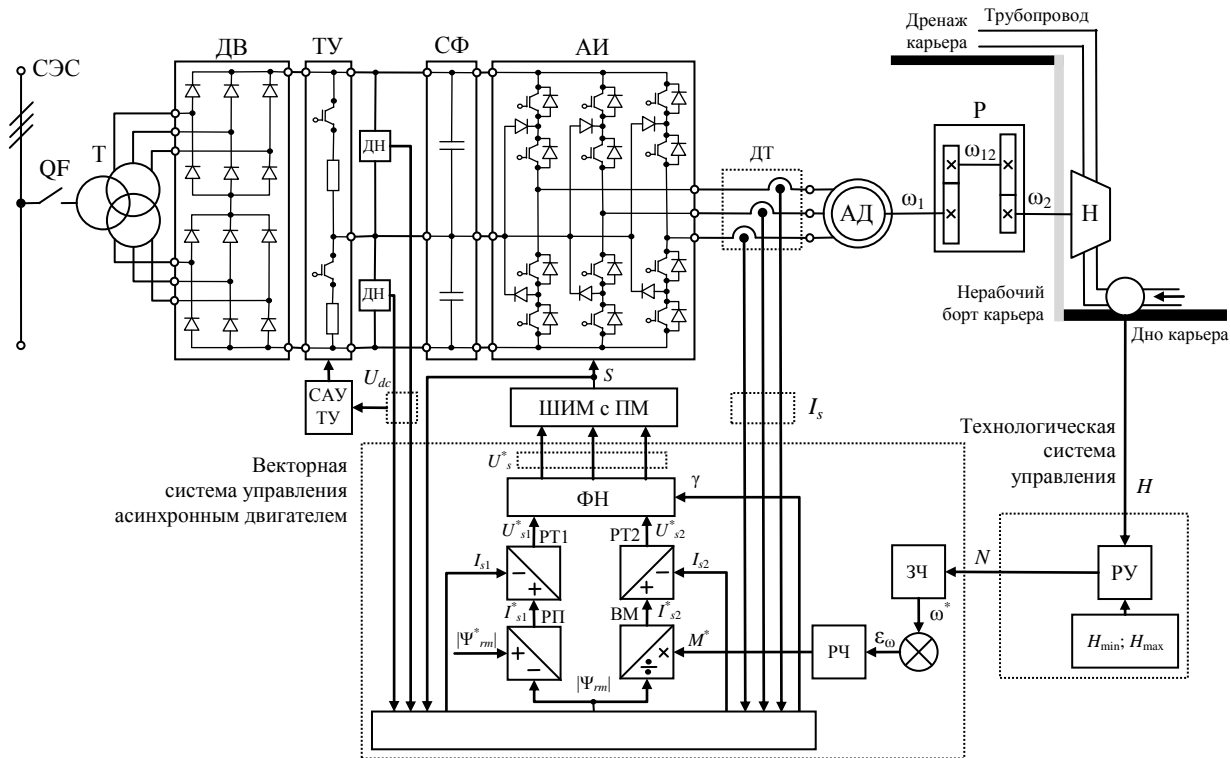 СЭС
QF
Т
ДВ
ТУ
СФ
АИ
ДН
ДН
ДТ
АД
ω1
Р
ω12
ω2
Н
Дренаж
карьера
Трубопровод
Нерабочий
борт карьера
Дно карьера
САУ
ТУ
Udc
S
ШИМ с ПМ
Is
U*s
ФН
γ
Векторная
система управления
асинхронным двигателем
U*s1
РТ1
РТ2
U*s2
Is1
− +
− +
Is2
I*s1
РП
ВМ
I*s2
|Ψ*rm|
+ −
× ÷
M*
|Ψrm|
РЧ
εω
ω*
ЗЧ
N
Технологическая
система
управления
H
РУ
Hmin; Hmax